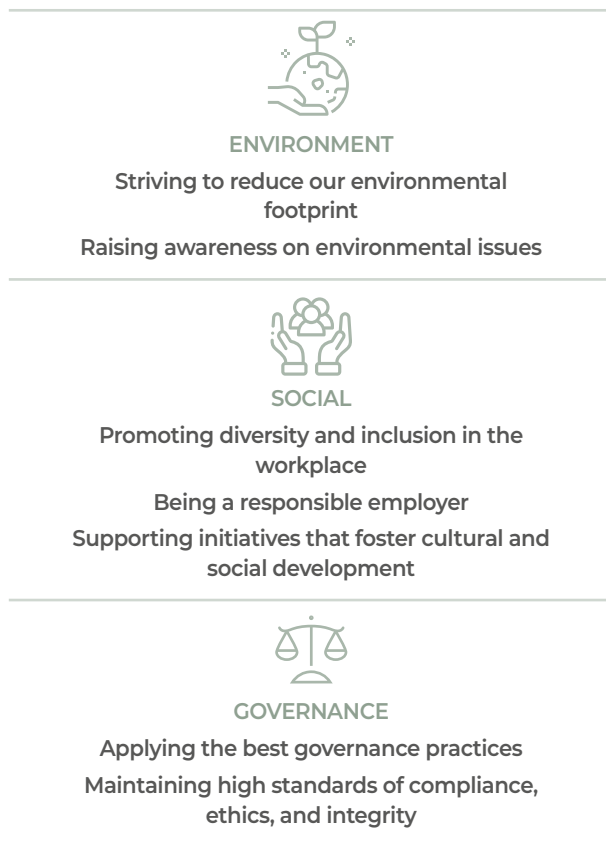 ENVIRONMENT
Striving to reduce our environmental
footprint
Raising awareness on environmental issues
SOCIAL
Promoting diversity and inclusion in the
workplace
Being a responsible employer
Supporting initiatives that foster cultural and
social development
GOVERNANCE
Applying the best governance practices
Maintaining high standards of compliance,
ethics, and integrity